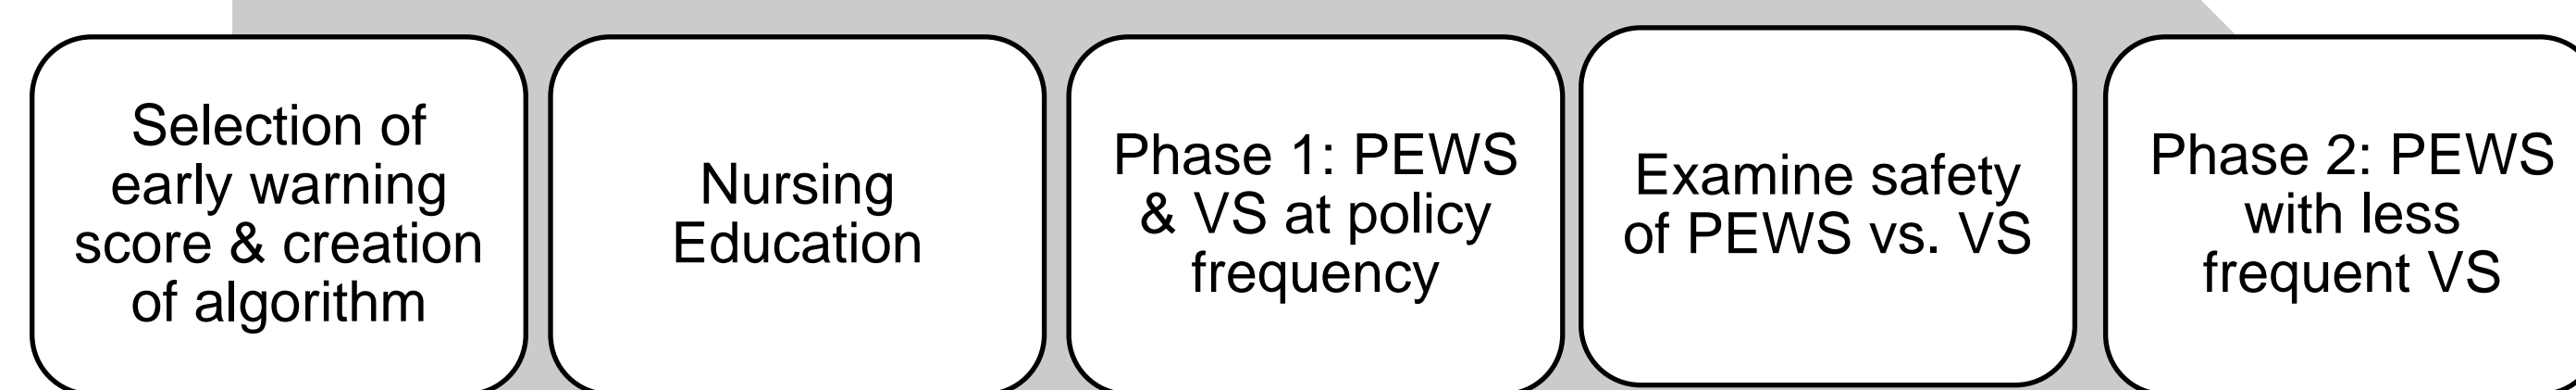 Selection of
early warning
score & creation
of algorithm
Nursing
Education
Phase 1: PEWS
& VS at policy
frequency
Examine safety
of PEWS vs. VS
Phase 2: PEWS
with less
frequent VS